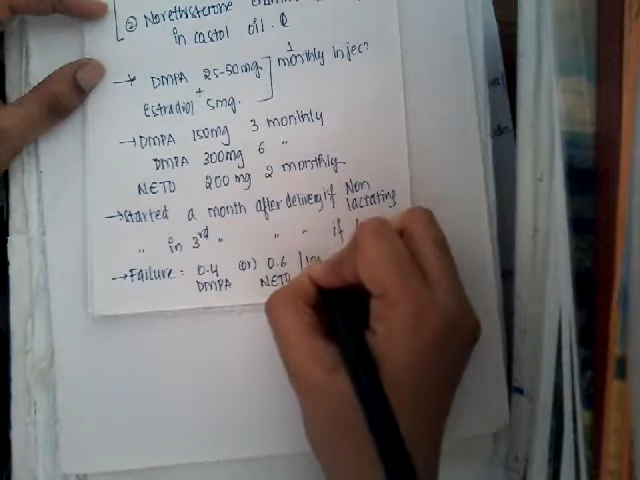 ② Norethisterone
in castol oil.
→ DMPA 25-50mg ] 1 monthly injecⁿ
+
Estradiol 5mg.
→ DMPA 150mg 3 monthly
DMPA 300mg 6 "
NETO 200 mg 2 monthly
→ started a month after delivery if Non lactating
" in 3rd " " " if
→ Failure = 0.4 (or) 0.6
DMPA NETO